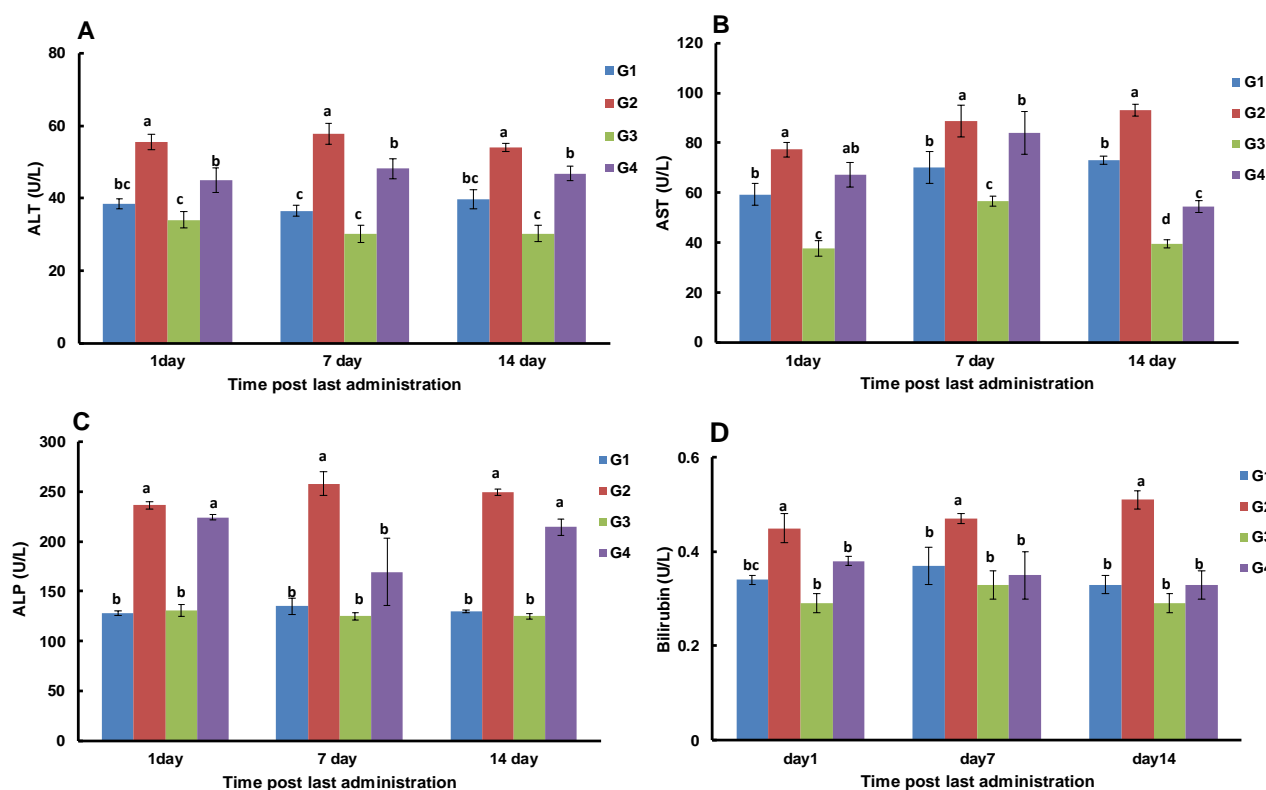 A
ALT (U/L)
80
60
40
20
0
a
bc
c
b
a
c
c
b
a
bc
c
b
1day
7 day
14 day
Time post last administration
G1
G2
G3
G4
B
AST (U/L)
120
100
80
60
40
20
0
b
a
c
ab
b
a
c
b
b
a
d
c
1day
7 day
14 day
Time post last administration
G1
G2
G3
G4
C
ALP (U/L)
300
250
200
150
100
50
0
b
a
b
a
b
a
b
b
b
a
b
a
1day
7 day
14 day
Time post last administration
G1
G2
G3
G4
D
Bilirubin (U/L)
0.6
0.4
0.2
0
bc
a
b
b
b
a
b
b
b
a
b
b
day1
day7
day14
Time post last administration
G1
G2
G3
G4